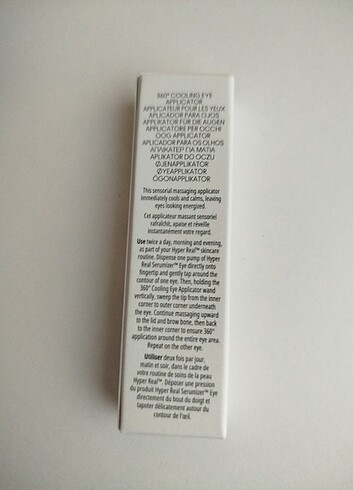 360° COOLING EYE
APPLICATOR
APPLICATEUR POUR LES YEUX
APLICADOR PARA OJOS
APPLIKATOR FÜR DIE AUGEN
APPLICATORE PER OCCHI
OOG APPLICATOR
APLICADOR PARA OS OLHOS
ΑΠΛΙΚΑΤΕΡ ΓΙΑ ΜΑΤΙΑ
APLIKATOR DO OCZU
ØJENAPPLIKATOR
ØYEAPPLIKATOR
ÖGONAPPLIKATOR
This sensorial massaging applicator
immediately cools and calms, leaving
eyes looking energized.
Cet applicateur massant sensoriel
rafraîchit, apaise et réveille
instantanément votre regard.
Use twice a day, morning and evening,
as part of your Hyper Real™ skincare
routine. Dispense one pump of Hyper
Real Serumizer™ Eye directly onto
fingertip and gently tap around the
contour of one eye. Then, holding the
360° Cooling Eye Applicator wand
vertically, sweep the tip from the inner
corner to outer corner underneath
the eye. Continue massaging upward
to the lid and brow bone, then back
to the inner corner to ensure 360°
application around the entire eye area.
Repeat on the other eye.
Utiliser deux fois par jour,
matin et soir, dans le cadre de
votre routine de soins de la peau
Hyper Real™. Déposer une pression
du produit Hyper Real Serumizer™ Eye
directement du bout du doigt et
tapoter délicatement autour du
contour de l'œil.